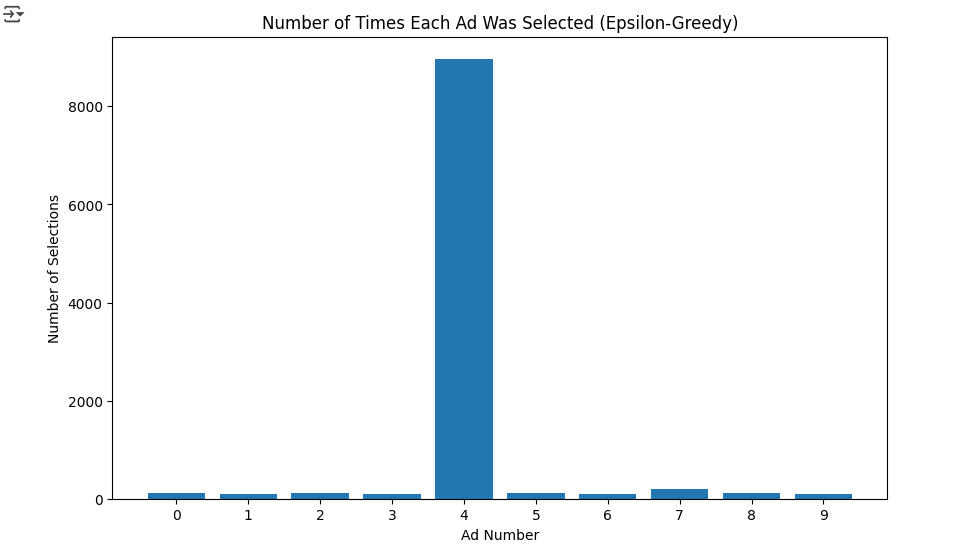 Number of Times Each Ad Was Selected (Epsilon-Greedy)
Number of Selections
8000
6000
4000
2000
0
0 1 2 3 4 5 6 7 8 9
Ad Number